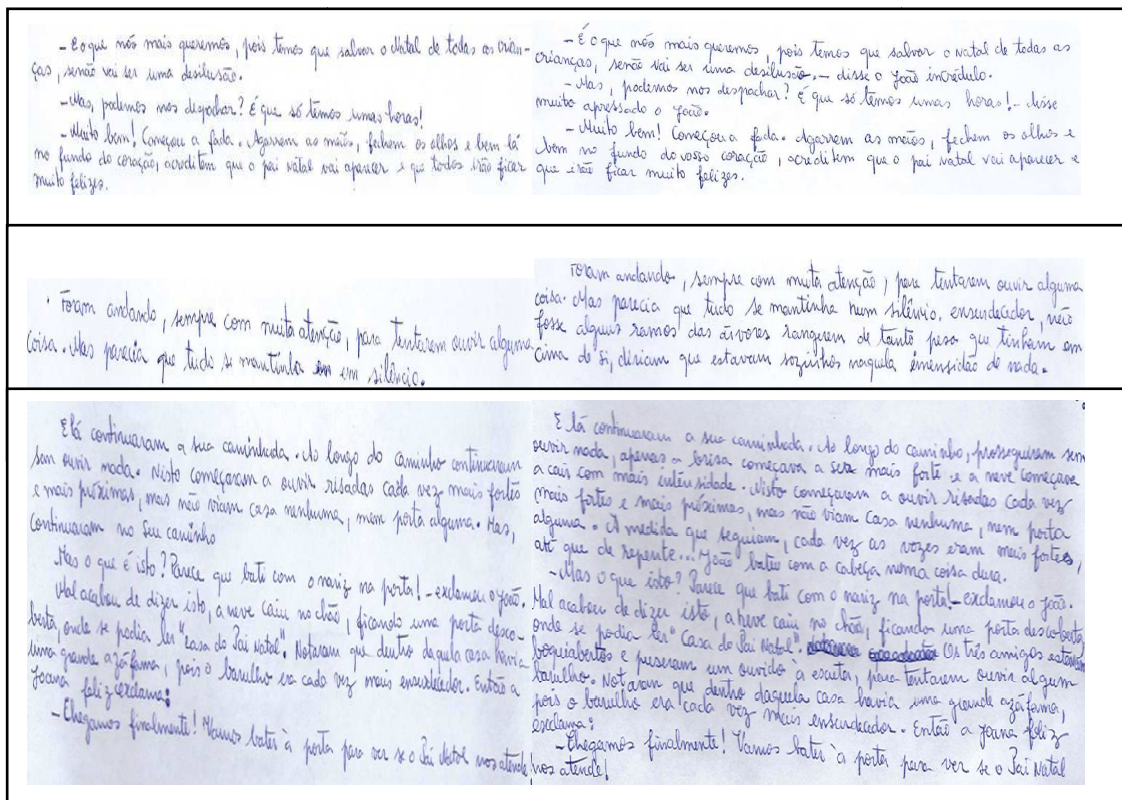 - E o que nós mais queremos, pois temos que salvar o Natal de todas as crian-
ças, senão vai ser uma desilusão.
- Mas, podemos nos despachar? É que só temos umas horas!
- Muito bem! Começou a fada. Agarrem as mãos, fechem os olhos e bem lá
no fundo do coração, acreditem que o pai natal vai aparecer e que todos irão ficar
muito felizes.
- É o que nós mais queremos, pois temos que salvar o natal de todas as
crianças, senão vai ser uma desilusão. - disse o João incrédulo.
- Mas, podemos nos despachar? É que só temos umas horas! - disse
muito apressado o João.
- Muito bem! Começou a fada. Agarrem as mãos, fechem os olhos e
bem no fundo do vosso coração, acreditem que o pai natal vai aparecer e
que irão ficar muito felizes.
Foram andando, sempre com muita atenção, para tentarem ouvir alguma
coisa. Mas parecia que tudo se mantinha em silêncio.
Foram andando, sempre com muita atenção, para tentarem ouvir alguma
coisa. Mas parecia que tudo se mantinha num silêncio, ensurdecedor, não
fosse alguns ramos das árvores rangerem de tanto peso que tinham em
cima de si, diriam que estavam sozinhos naquela imensidão de nada.
E lá continuaram a sua caminhada. Ao longo do caminho continuaram
sem ouvir nada. Nisto começaram a ouvir risadas cada vez mais fortes
e mais próximas, mas não viam casa nenhuma, nem porta alguma. Mas,
continuavam no seu caminho
Mas o que é isto? Parece que bati com o nariz na porta! - exclamou o João.
Mal acabou de dizer isto, a neve caiu no chão, ficando uma porta desco-
berta, onde se podia ler "Casa do Pai Natal". Notaram que dentro daquela casa havia
uma grande azáfama, pois o barulho era cada vez mais ensurdecedor. Então a
Joana feliz exclama:
- Chegamos finalmente! Vamos bater à porta para ver se o Pai Natal nos atende!
E lá continuaram a sua caminhada. Ao longo do caminho, prosseguiram sem
ouvir nada, apenas a brisa começava a ser mais forte e a neve começava
a cair com mais intensidade. Nisto começaram a ouvir risadas cada vez
mais fortes e mais próximas, mas não viam casa nenhuma, nem porta
alguma. À medida que seguiam, cada vez as vozes eram mais fortes,
até que de repente... João bateu com a cabeça numa coisa dura.
- Mas o que isto? Parece que bati com o nariz na porta! - exclamou o João.
Mal acabou de dizer isto, a neve caiu no chão, ficando uma porta descoberta,
onde se podia ler "Casa do Pai Natal". Os três amigos estavam
boquiabertos e puseram um ouvido à escuta, para tentarem ouvir algum
barulho. Notaram que dentro daquela casa havia uma grande azáfama,
pois o barulho era cada vez mais ensurdecedor. Então a Joana feliz
exclama:
- Chegamos finalmente! Vamos bater à porta para ver se o Pai Natal
nos atende!